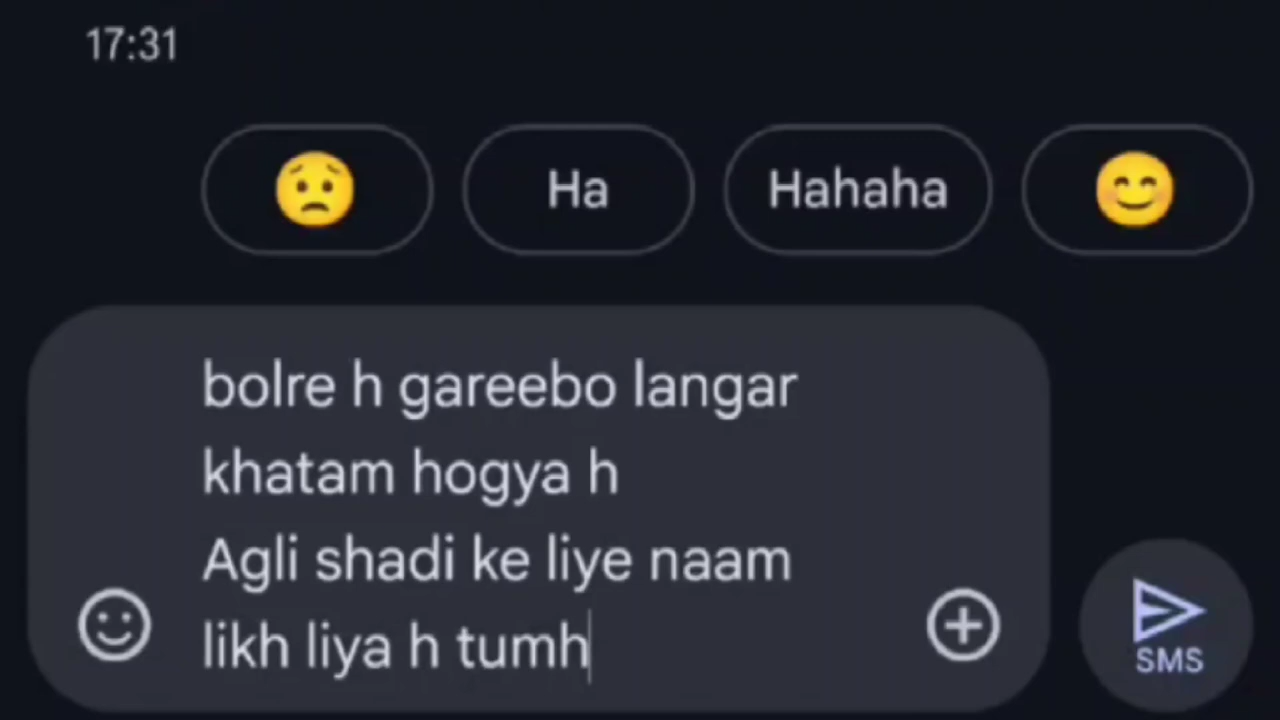 17:31
😟 Ha Hahaha 😊
bolre h gareebo langar
khatam hogya h
Agli shadi ke liye naam
likh liya h tumh
SMS